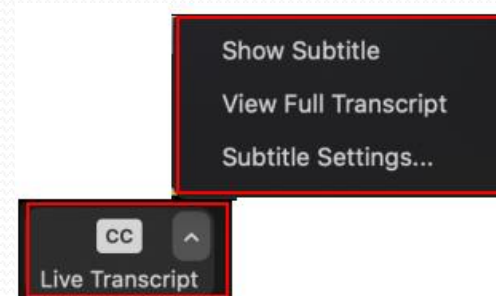 Show Subtitle
View Full Transcript
Subtitle Settings...
CC
Live Transcript